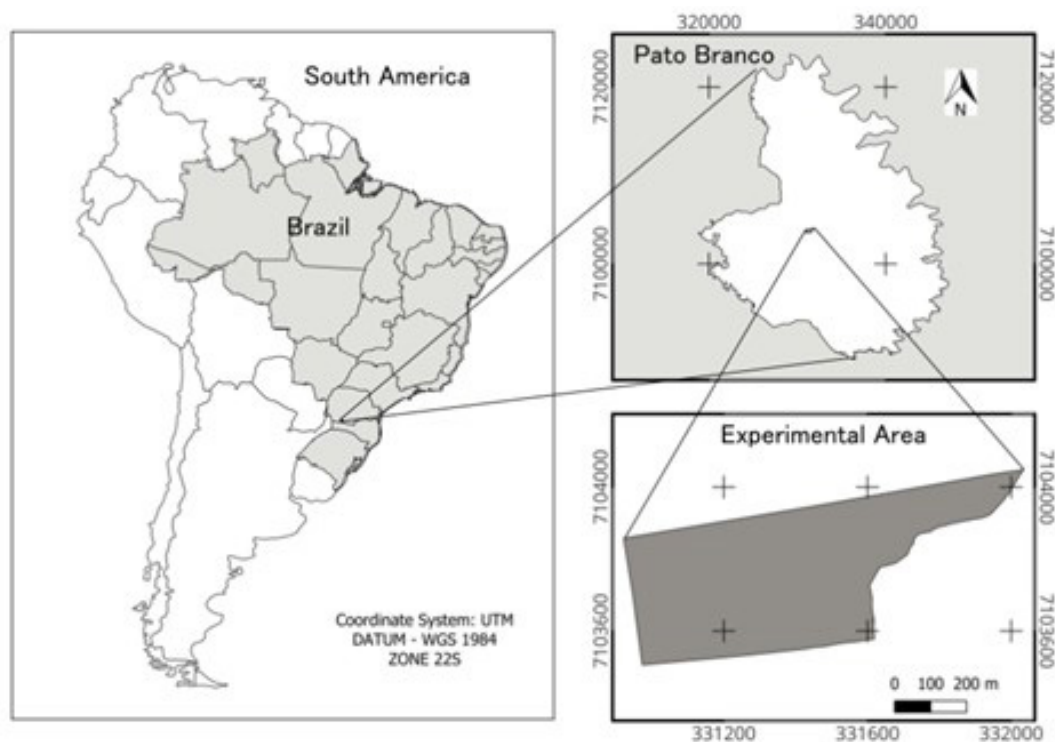 South America
Brazil
Coordinate System: UTM
DATUM - WGS 1984
ZONE 22S
320000 340000
Pato Branco
N
7120000
7120000
7100000
7100000
Experimental Area
7104000
7104000
7103600
7103600
0 100 200 m
331200 331600 332000